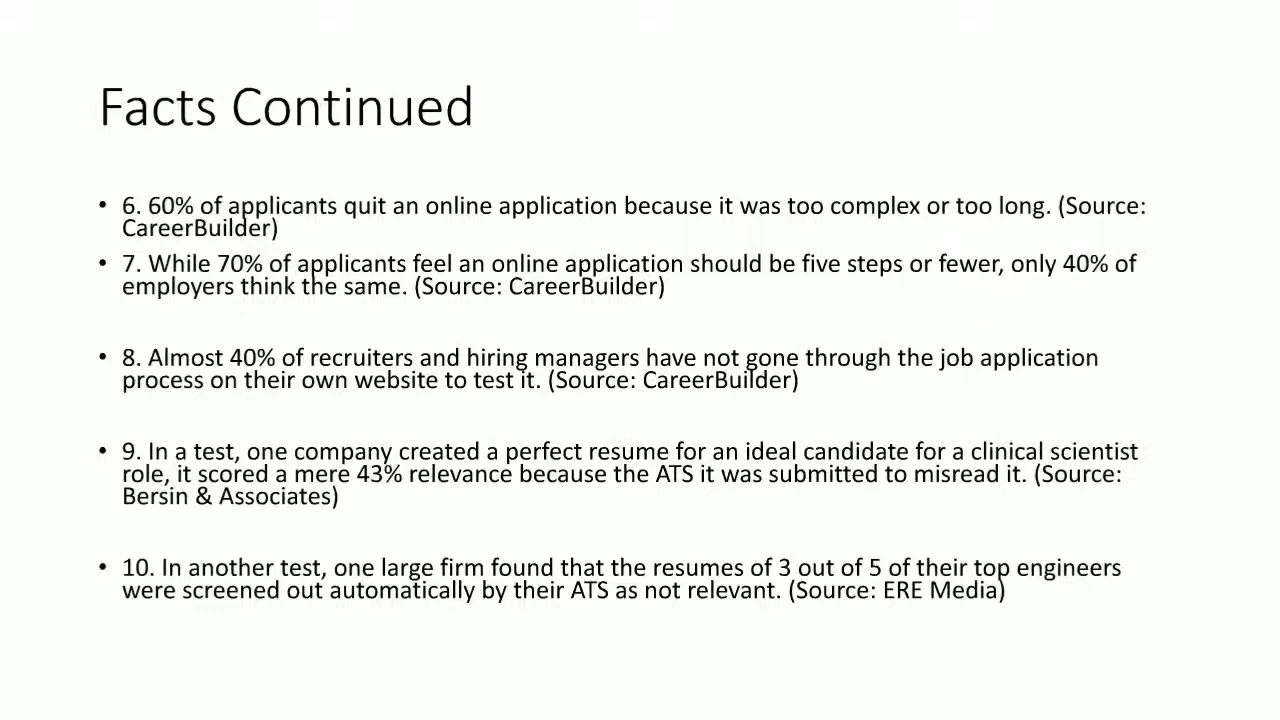 Facts Continued
• 6. 60% of applicants quit an online application because it was too complex or too long. (Source:
CareerBuilder)
• 7. While 70% of applicants feel an online application should be five steps or fewer, only 40% of
employers think the same. (Source: CareerBuilder)
• 8. Almost 40% of recruiters and hiring managers have not gone through the job application
process on their own website to test it. (Source: CareerBuilder)
• 9. In a test, one company created a perfect resume for an ideal candidate for a clinical scientist
role, it scored a mere 43% relevance because the ATS it was submitted to misread it. (Source:
Bersin & Associates)
• 10. In another test, one large firm found that the resumes of 3 out of 5 of their top engineers
were screened out automatically by their ATS as not relevant. (Source: ERE Media)